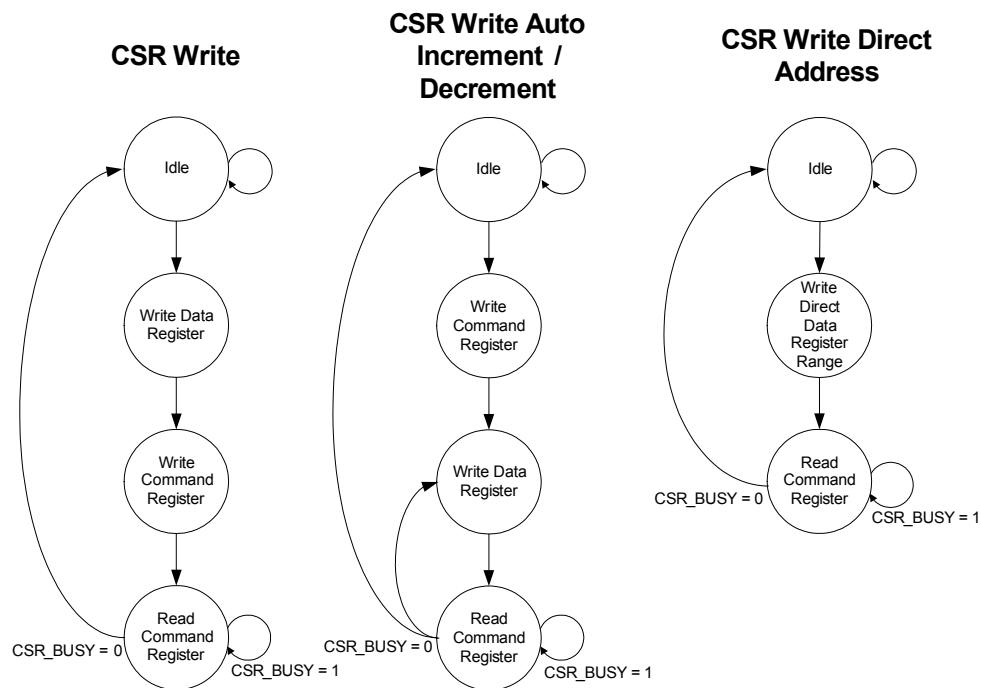 CSR Write
Idle
Write Data
Register
Write
Command
Register
Read
Command
Register
CSR_BUSY = 0
CSR_BUSY = 1
CSR Write Auto
Increment /
Decrement
Idle
Write
Command
Register
Write Data
Register
Read
Command
Register
CSR_BUSY = 0
CSR_BUSY = 1
CSR Write Direct
Address
Idle
Write
Direct
Data
Register
Range
Read
Command
Register
CSR_BUSY = 0
CSR_BUSY = 1